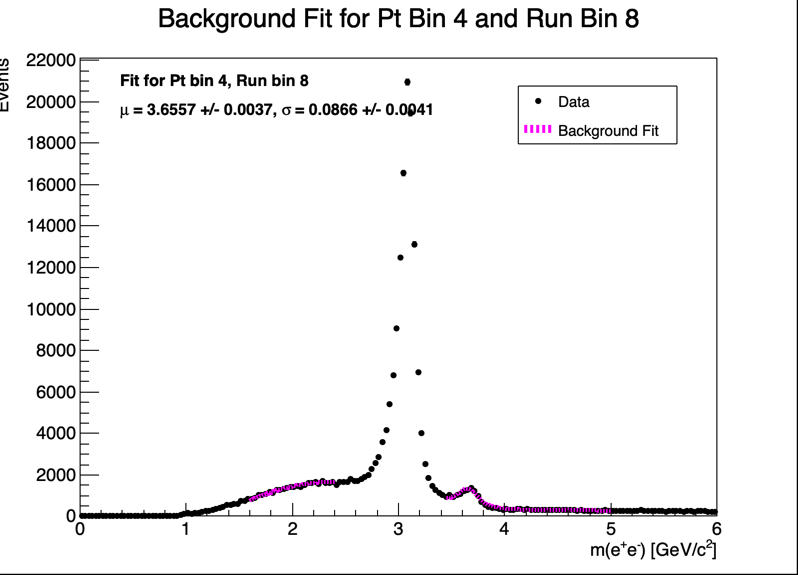 Background Fit for Pt Bin 4 and Run Bin 8
Events
22000
20000
18000
16000
14000
12000
10000
8000
6000
4000
2000
0
Fit for Pt bin 4, Run bin 8
μ = 3.6557 +/- 0.0037, σ = 0.0866 +/- 0.0041
Data
Background Fit
0 1 2 3 4 5 6
m(e⁺e⁻) [GeV/c²]